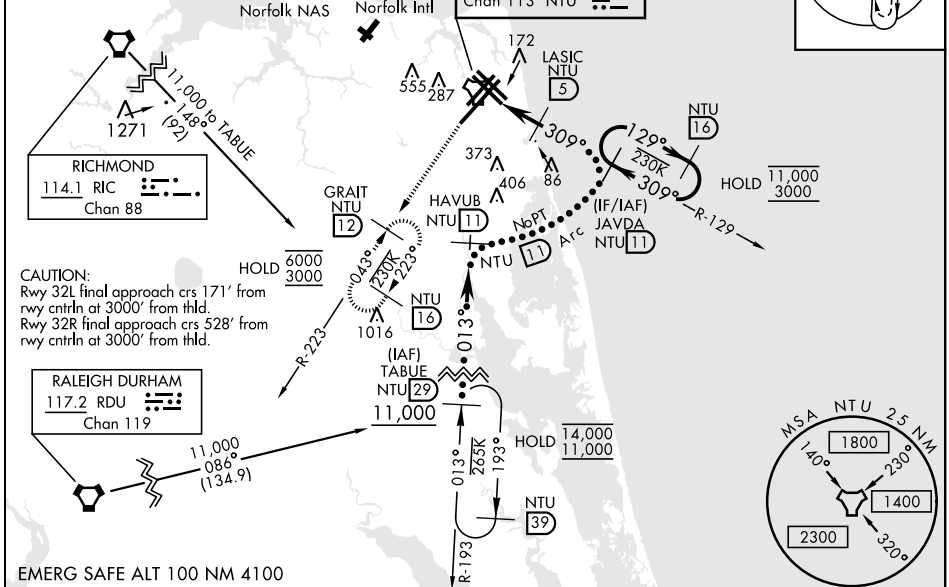 Norfolk NAS
Norfolk Intl
Chan 113 NTU
172
LASIC
NTU
5
555
287
11,000 to TABUE
148°
(92)
1271
RICHMOND
114.1 RIC
Chan 88
309°
129°
230K
309°
NTU
16
HOLD 11,000
3000
373
406
86
GRAIT
NTU
12
HAVUB
NTU 11
NoPT
NTU 11 Arc
(IF/IAF)
JAVDA
NTU 11
R-129
HOLD 6000
3000
043°
230K
223°
NTU
16
1016
R-223
CAUTION:
Rwy 32L final approach crs 171' from
rwy cntrln at 3000' from thld.
Rwy 32R final approach crs 528' from
rwy cntrln at 3000' from thld.
013°
(IAF)
TABUE
NTU 29
11,000
RALEIGH DURHAM
117.2 RDU
Chan 119
11,000
086°
(134.9)
013°
265K
193°
HOLD 14,000
11,000
NTU
39
R-193
MSA NTU 25 NM
1800
140°
230°
1400
2300
320°
EMERG SAFE ALT 100 NM 4100